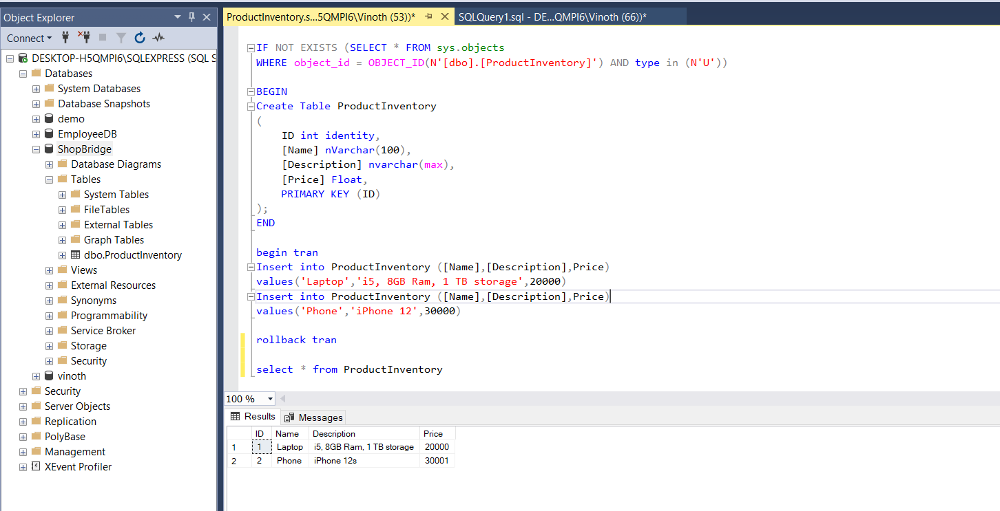 Object Explorer
Connect
DESKTOP-H5QMPI6\SQLEXPRESS (SQL S
Databases
System Databases
Database Snapshots
demo
EmployeeDB
ShopBridge
Database Diagrams
Tables
System Tables
FileTables
External Tables
Graph Tables
dbo.ProductInventory
Views
External Resources
Synonyms
Programmability
Service Broker
Storage
Security
vinoth
Security
Server Objects
Replication
PolyBase
Management
XEvent Profiler
ProductInventory.s...5QMPI6\Vinoth (53))*
SQLQuery1.sql - DE...QMPI6\Vinoth (66))*
IF NOT EXISTS (SELECT * FROM sys.objects
WHERE object_id = OBJECT_ID(N'[dbo].[ProductInventory]') AND type in (N'U'))
BEGIN
Create Table ProductInventory
(
ID int identity,
[Name] nVarchar(100),
[Description] nvarchar(max),
[Price] Float,
PRIMARY KEY (ID)
);
END
begin tran
Insert into ProductInventory ([Name],[Description],Price)
values('Laptop','i5, 8GB Ram, 1 TB storage',20000)
Insert into ProductInventory ([Name],[Description],Price)
values('Phone','iPhone 12',30000)
rollback tran
select * from ProductInventory
100 %
Results Messages
ID Name Description Price
1 1 Laptop i5, 8GB Ram, 1 TB storage 20000
2 2 Phone iPhone 12s 30001